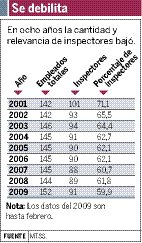 Se debilita
En ocho años la cantidad y
relevancia de inspectores bajó.
Año
Empleados
totales
Inspectores
Porcentaje de
inspectores
2001 142 101 71,1
2002 142 93 65,5
2003 146 94 64,4
2004 145 91 62,7
2005 145 90 62,1
2006 145 90 62,1
2007 145 88 60,7
2008 144 89 61,8
2009 152 91 59,9
Nota: Los datos del 2009 son
hasta febrero.
FUENTE MTSS.